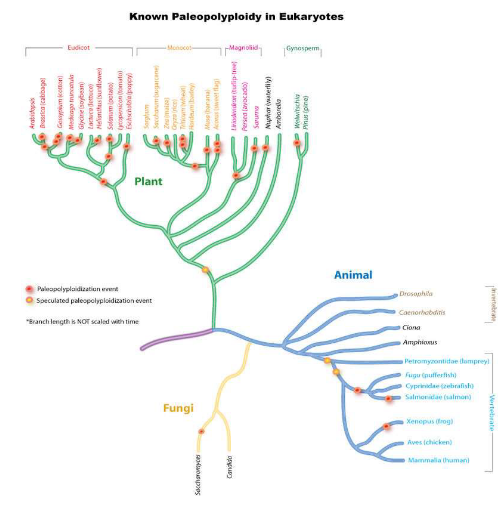 Known Paleopolyploidy in Eukaryotes
Eudicot
Monocot
Magnoliid
Gynosperm
Arabidopsis
Brassica (cabbage)
Gossypium (cotton)
Medicago truncatula
Glycine (soybean)
Lactuca (lettuce)
Helianthus (sunflower)
Solanum (potato)
Lycopersicon (tomato)
Eschscholzia (poppy)
Sorghum
Saccharum (sugarcane)
Zea (maize)
Oryza (rice)
Triticum (wheat)
Hordeum (barley)
Musa (banana)
Acorus (sweet flag)
Liriodendron (tulip-tree)
Persea (avocado)
Saruma
Nuphar (waterlily)
Amborella
Welwitschia
Pinus (pine)
Plant
Paleopolyploidization event
Speculated paleopolyploidization event
*Branch length is NOT scaled with time
Animal
Drosophila
Caenorhabditis
Ciona
Amphioxus
Petromyzontidae (lamprey)
Fugu (pufferfish)
Cyprinidae (zebrafish)
Salmonidae (salmon)
Xenopus (frog)
Aves (chicken)
Mammalia (human)
Invertebrate
Vertebrate
Fungi
Saccharomyces
Candida